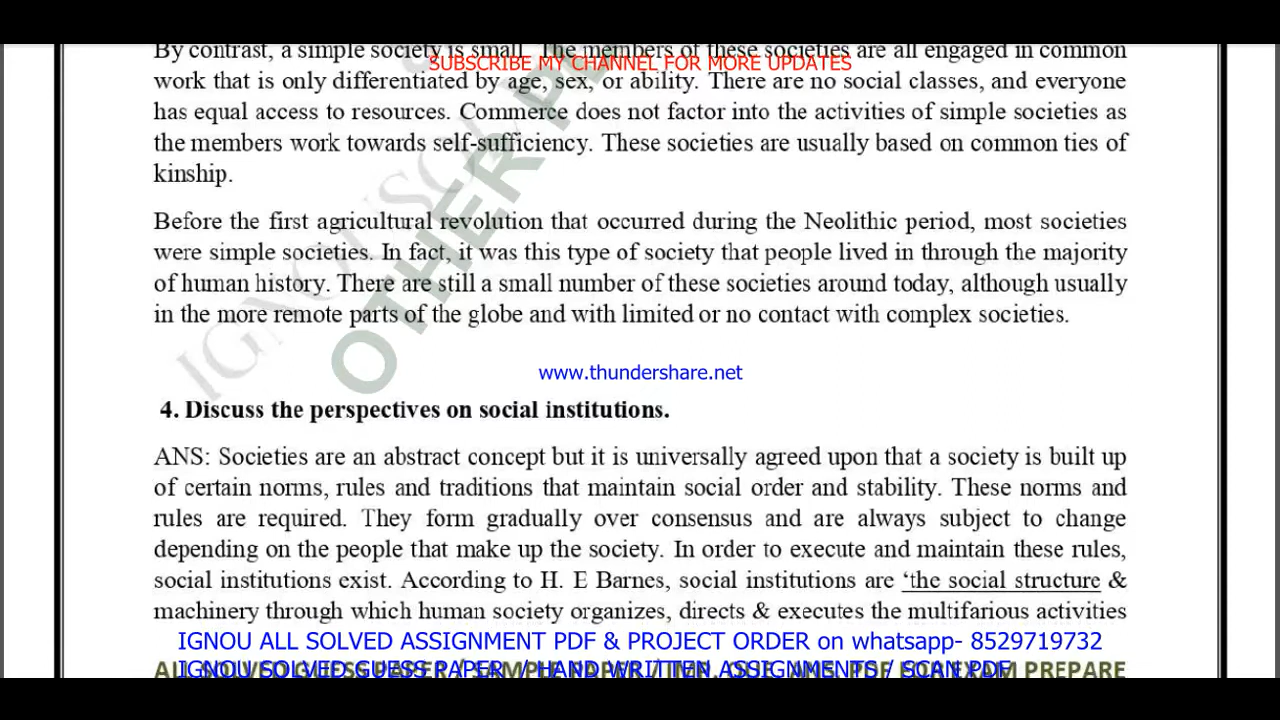 By contrast, a simple society is small. The members of these societies are all engaged in common
SUBSCRIBE MY CHANNEL FOR MORE UPDATES
work that is only differentiated by age, sex, or ability. There are no social classes, and everyone
has equal access to resources. Commerce does not factor into the activities of simple societies as
the members work towards self-sufficiency. These societies are usually based on common ties of
kinship.
Before the first agricultural revolution that occurred during the Neolithic period, most societies
were simple societies. In fact, it was this type of society that people lived in through the majority
of human history. There are still a small number of these societies around today, although usually
in the more remote parts of the globe and with limited or no contact with complex societies.
OTHER
www.thundershare.net
4. Discuss the perspectives on social institutions.
ANS: Societies are an abstract concept but it is universally agreed upon that a society is built up
of certain norms, rules and traditions that maintain social order and stability. These norms and
rules are required. They form gradually over consensus and are always subject to change
depending on the people that make up the society. In order to execute and maintain these rules,
social institutions exist. According to H. E Barnes, social institutions are ‘the social structure &
machinery through which human society organizes, directs & executes the multifarious activities
IGNOU ALL SOLVED ASSIGNMENT PDF & PROJECT ORDER on whatsapp- 8529719732
IGNOU SOLVED GUESS PAPER / HAND WRITTEN ASSIGNMENTS / SCAN PDF
EXAM PREPARE